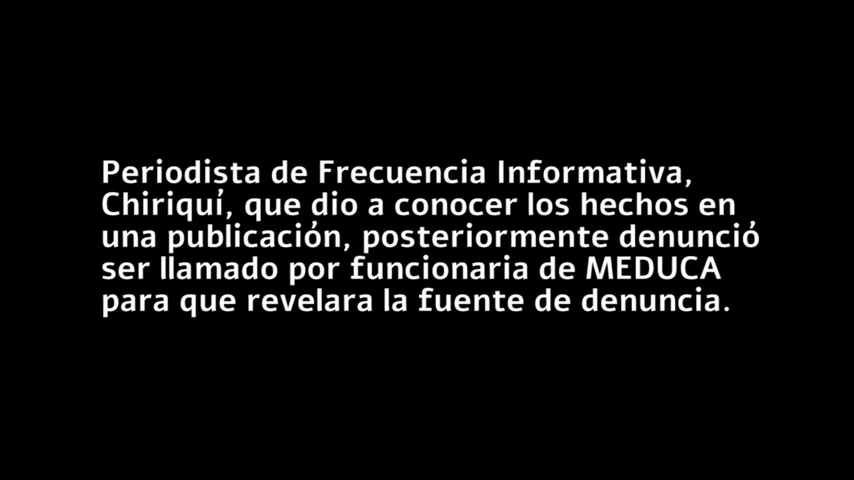 Periodista de Frecuencia Informativa,
Chiriquí, que dio a conocer los hechos en
una publicación, posteriormente denunció
ser llamado por funcionaria de MEDUCA
para que revelara la fuente de denuncia.